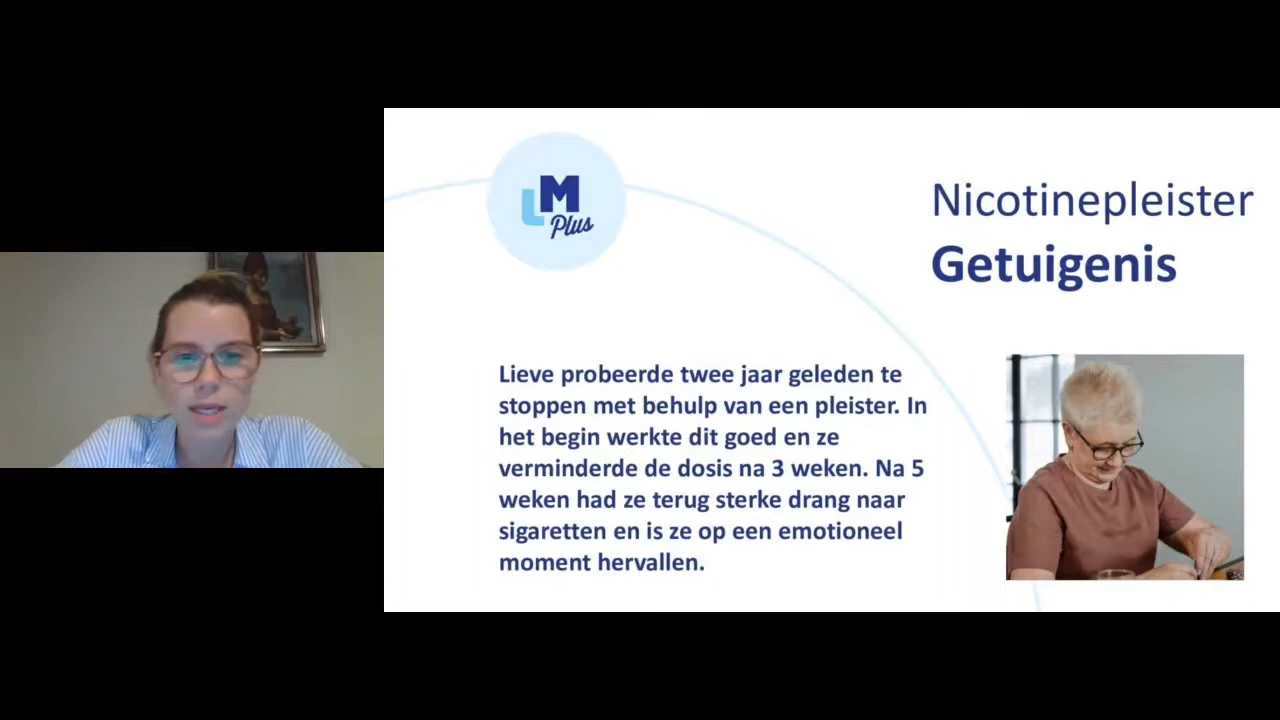 LM
Plus
Nicotinepleister
Getuigenis
Lieve probeerde twee jaar geleden te
stoppen met behulp van een pleister. In
het begin werkte dit goed en ze
verminderde de dosis na 3 weken. Na 5
weken had ze terug sterke drang naar
sigaretten en is ze op een emotioneel
moment hervallen.